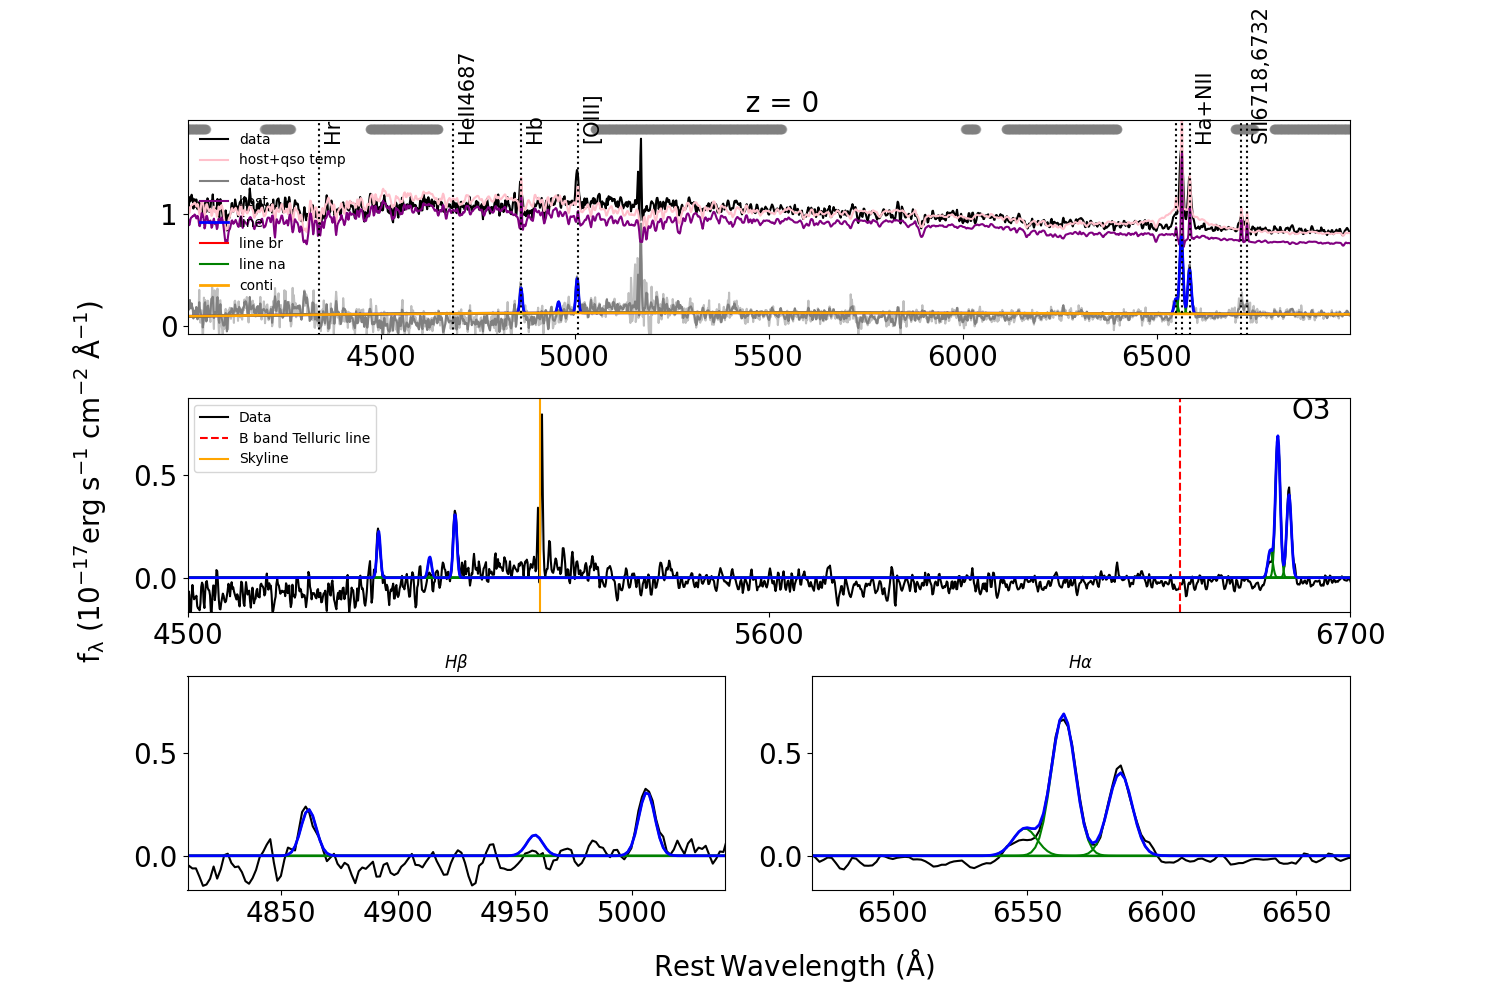 z = 0
Hr
HeII4687
Hb
[OIII]
Ha+NII
SII6718,6732
data
host+qso temp
data-host
line br
line na
conti
1
0
4500
5000
5500
6000
6500
f_λ (10^{−17}erg s^{−1} cm^{−2} Å^{−1})
Data
B band Telluric line
Skyline
O3
0.5
0.0
4500
5600
6700
Hβ
0.5
0.0
4850
4900
4950
5000
Hα
0.5
0.0
6500
6550
6600
6650
Rest Wavelength (Å)